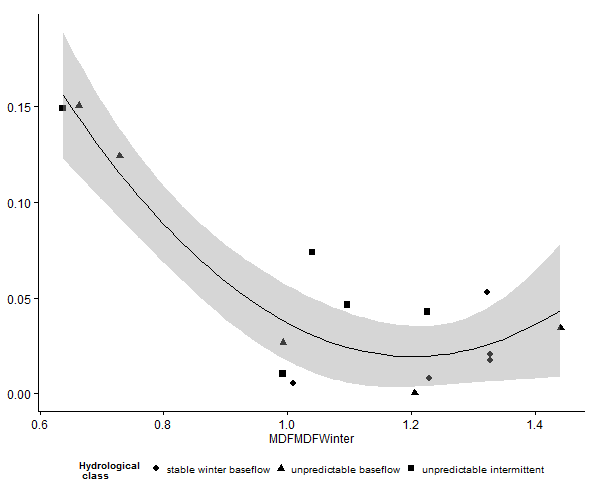 0.15
0.10
0.05
0.00
0.6 0.8 1.0 1.2 1.4
MDFMDFWinter
Hydrological
class
stable winter baseflow unpredictable baseflow unpredictable intermittent